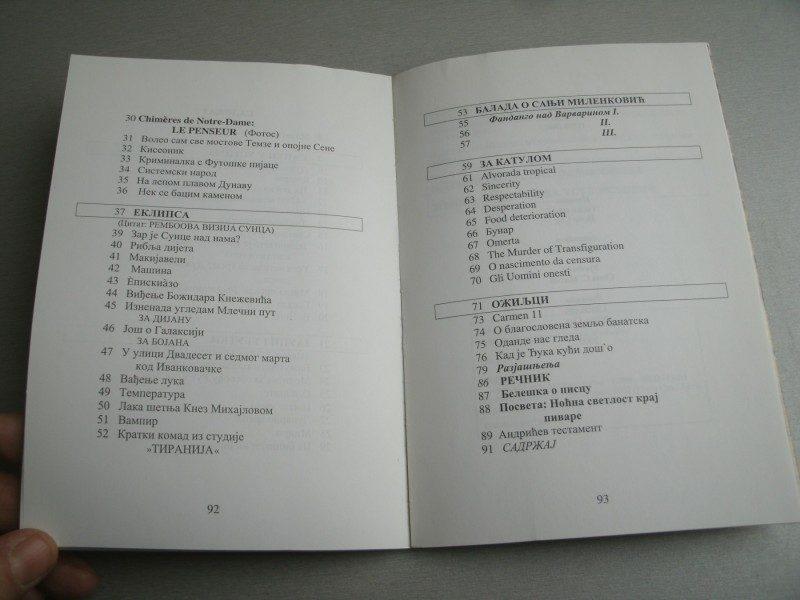 30 Chimères de Notre-Dame:
LE PENSEUR (Фотос)
31 Волео сам све мостове Темзе и опојне Сене
32 Кисеоник
33 Криминалка с Футошке пијаце
34 Системски народ
35 На лепом плавом Дунаву
36 Нек се бацим каменом
37 ЕКЛИПСА
(Цитат: РЕМБООВА ВИЗИЈА СУНЦА)
39 Зар је Сунце над нама?
40 Рибља дијета
41 Макијавели
42 Машина
43 Епискиàзо
44 Виђење Божидара Кнежевића
45 Изненада угледам Млечни пут
ЗА ДИЈАНУ
46 Још о Галаксији
ЗА БОЈАНА
47 У улици Двадесет и седмог марта
код Иванковачке
48 Вађење лука
49 Температура
50 Лака шетња Кнез Михајловом
51 Вампир
52 Кратки комад из студије
»ТИРАНИЈА«
92
53 БАЛАДА О САЊИ МИЛЕНКОВИЋ
55 Фанданго над Варварином I.
56 II.
57 III.
59 ЗА КАТУЛОМ
61 Alvorada tropical
62 Sincerity
63 Respectability
64 Desperation
65 Food deterioration
66 Бунар
67 Omerta
68 The Murder of Transfiguration
69 O nascimento da censura
70 Gli Uomini onesti
71 ОЖИЉЦИ
73 Carmen 11
74 О благословена земљо банатска
75 Оданде нас гледа
76 Кад је Ђука кући дош`о
79 Разјашњења
86 РЕЧНИК
87 Белешка о писцу
88 Посвета: Ноћна светлост крај
пиваре
89 Андрићев тестамент
91 САДРЖАЈ
93